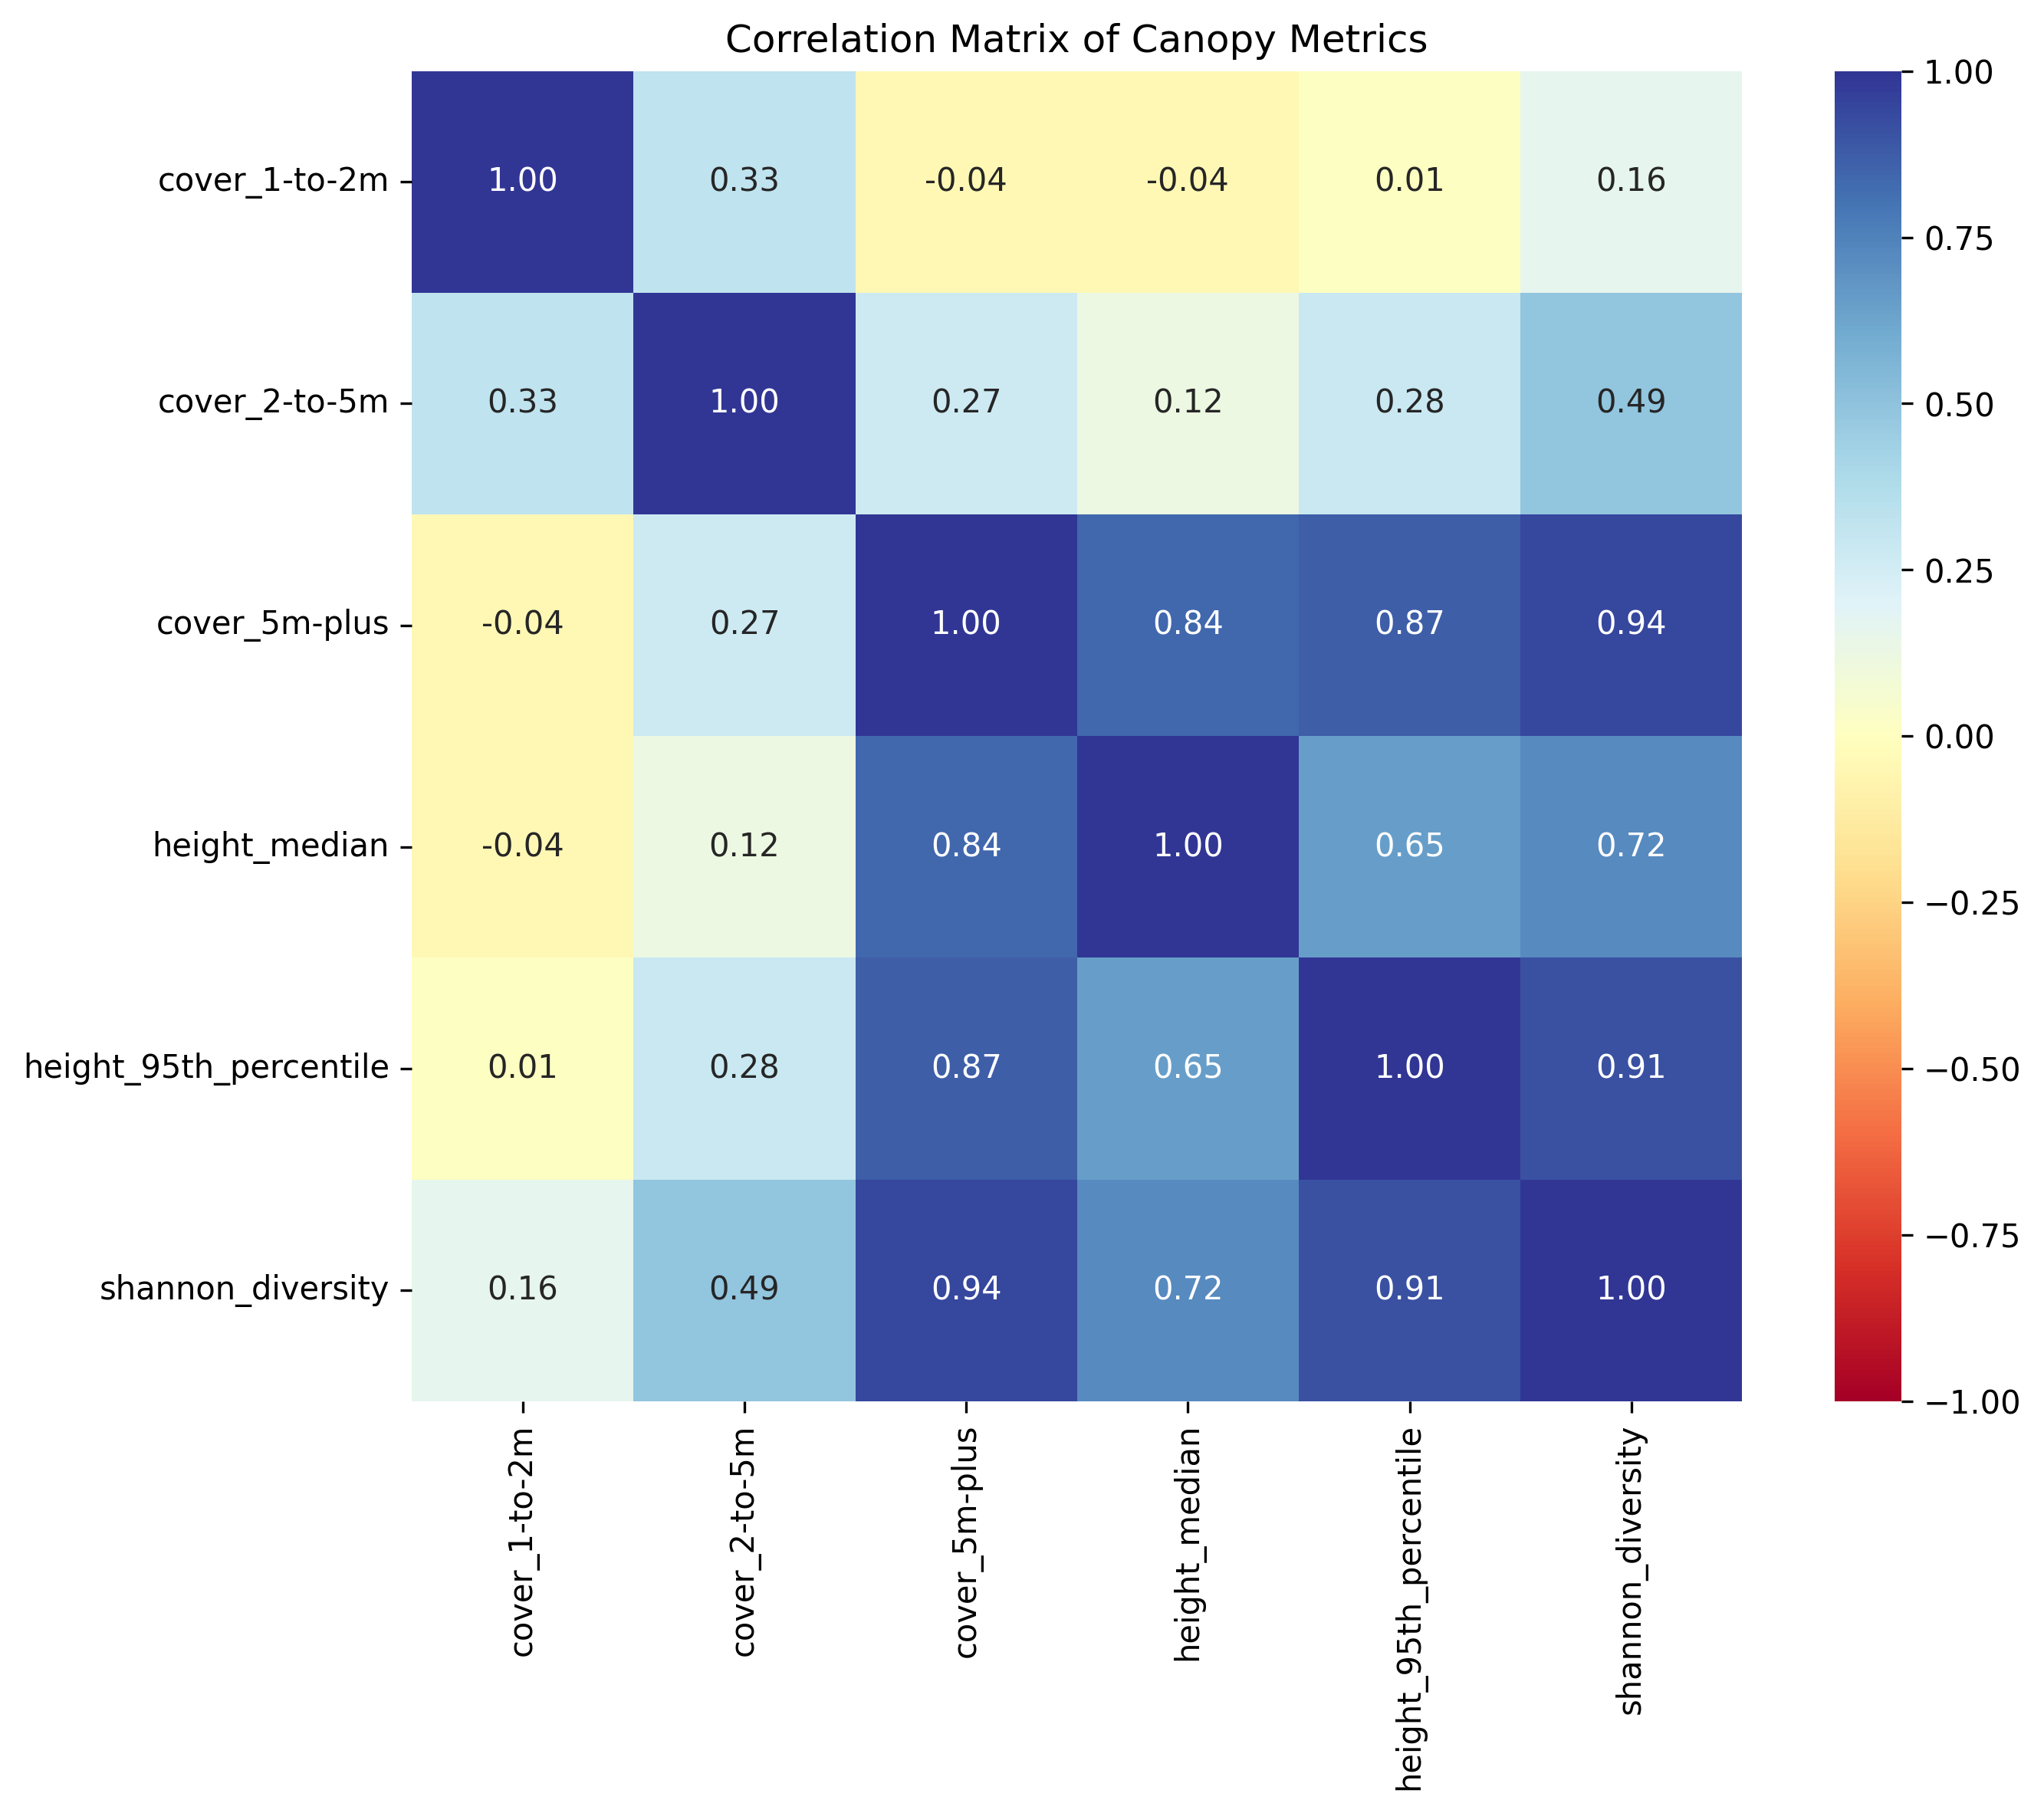 Correlation Matrix of Canopy Metrics
cover_1-to-2m 1.00 0.33 -0.04 -0.04 0.01 0.16
cover_2-to-5m 0.33 1.00 0.27 0.12 0.28 0.49
cover_5m-plus -0.04 0.27 1.00 0.84 0.87 0.94
height_median -0.04 0.12 0.84 1.00 0.65 0.72
height_95th_percentile 0.01 0.28 0.87 0.65 1.00 0.91
shannon_diversity 0.16 0.49 0.94 0.72 0.91 1.00
cover_1-to-2m
cover_2-to-5m
cover_5m-plus
height_median
height_95th_percentile
shannon_diversity
1.00
0.75
0.50
0.25
0.00
−0.25
−0.50
−0.75
−1.00